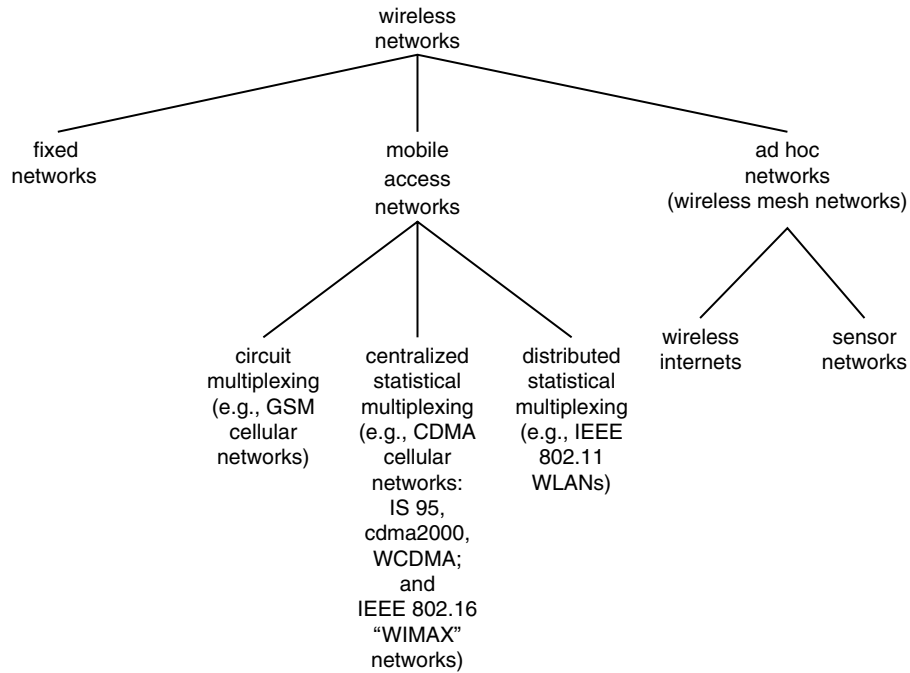 wireless
networks
fixed
networks
mobile
access
networks
ad hoc
networks
(wireless mesh networks)
circuit
multiplexing
(e.g., GSM
cellular
networks)
centralized
statistical
multiplexing
(e.g., CDMA
cellular
networks:
IS 95,
cdma2000,
WCDMA;
and
IEEE 802.16
“WIMAX”
networks)
distributed
statistical
multiplexing
(e.g., IEEE
802.11
WLANs)
wireless
internets
sensor
networks